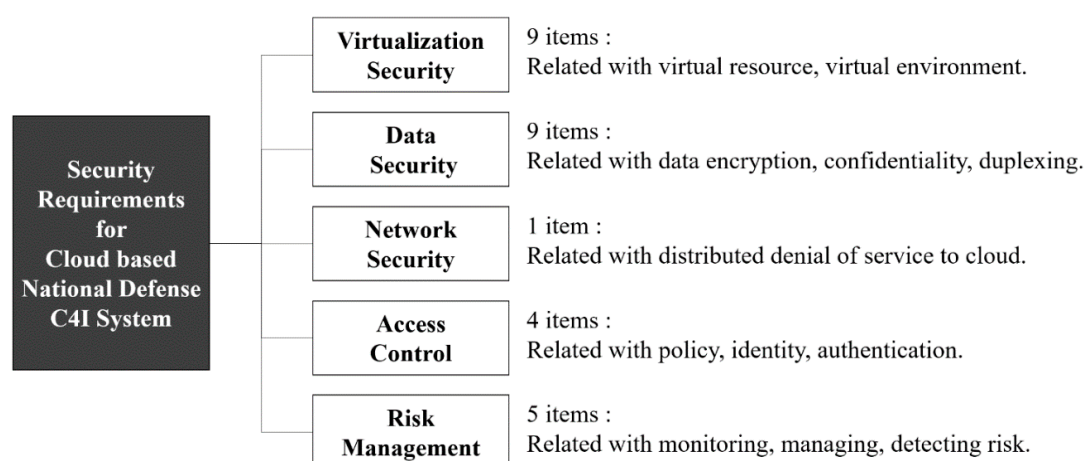 Security
Requirements
for
Cloud based
National Defense
C4I System
Virtualization
Security
9 items :
Related with virtual resource, virtual environment.
Data
Security
9 items :
Related with data encryption, confidentiality, duplexing.
Network
Security
1 item :
Related with distributed denial of service to cloud.
Access
Control
4 items :
Related with policy, identity, authentication.
Risk
Management
5 items :
Related with monitoring, managing, detecting risk.